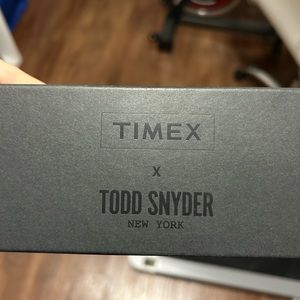 TIMEX
X
TODD SNYDER
NEW YORK